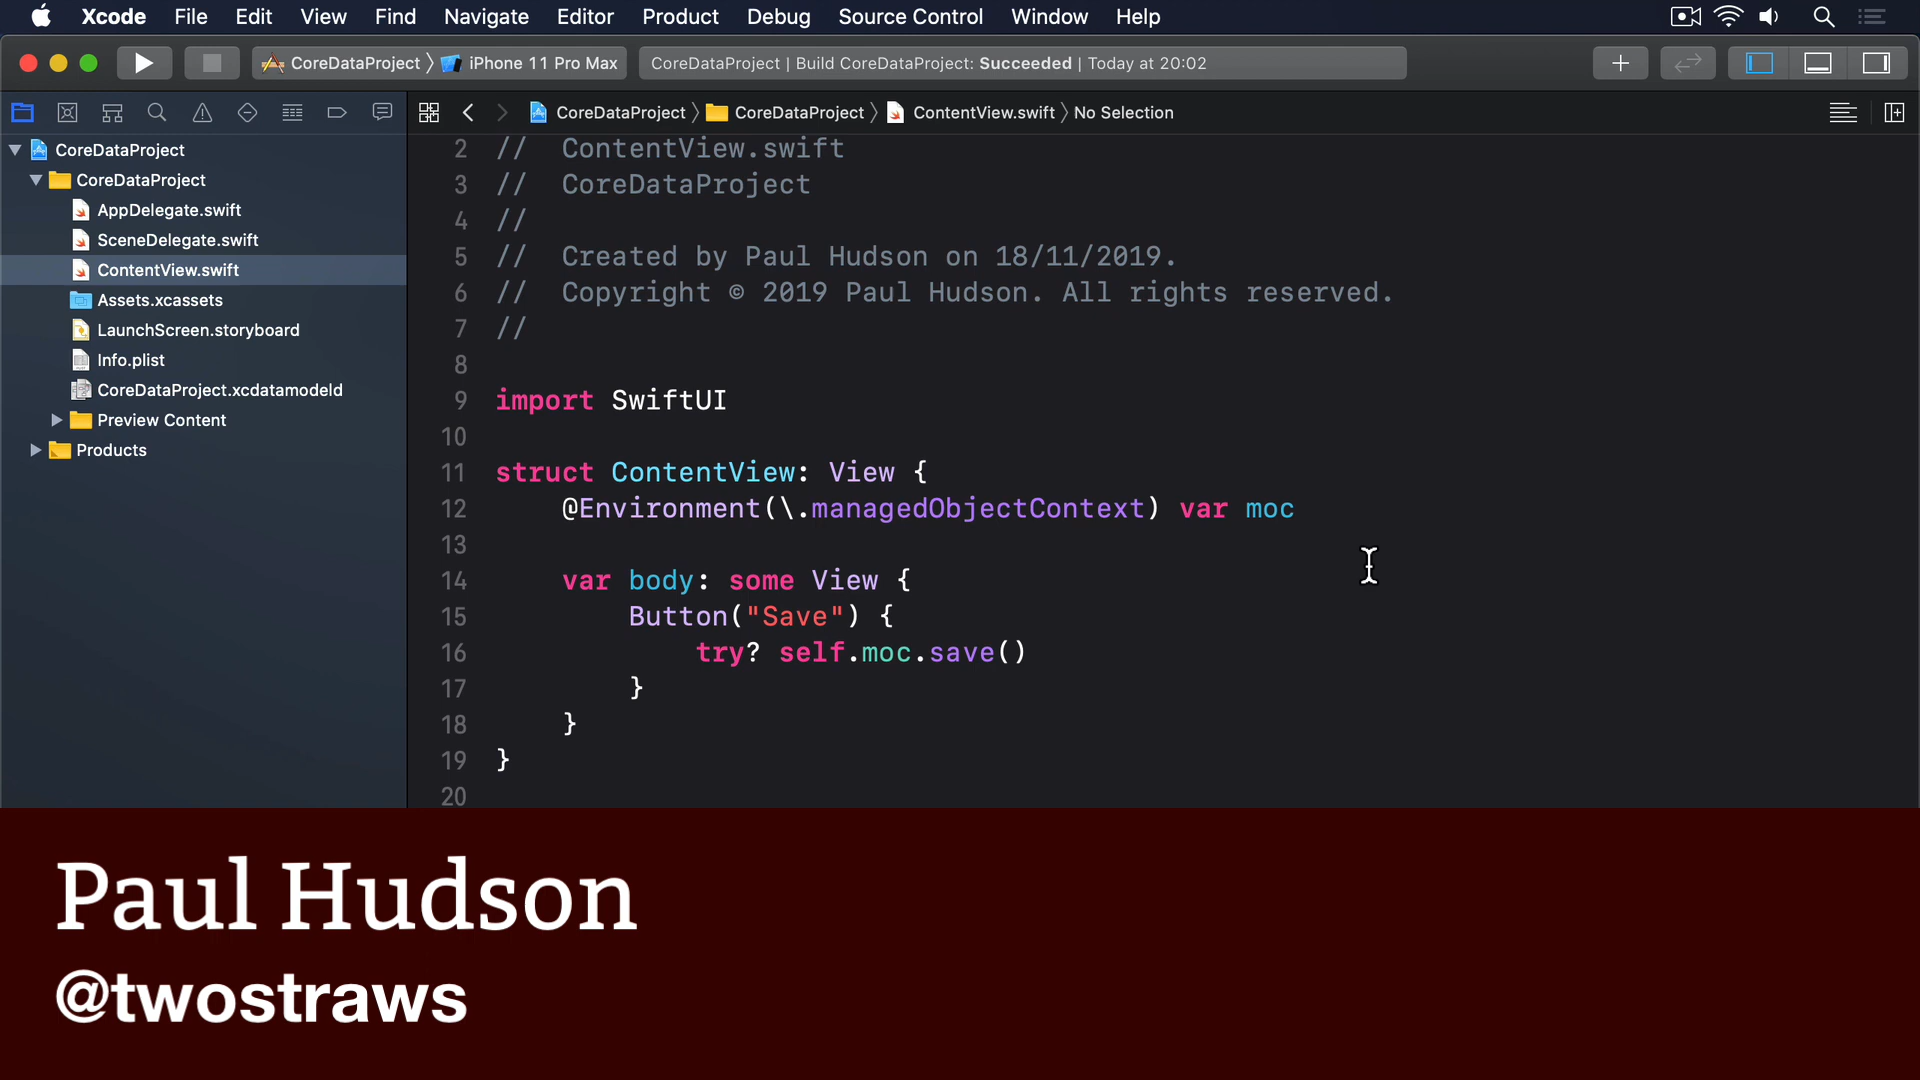 Xcode File Edit View Find Navigate Editor Product Debug Source Control Window Help
CoreDataProject iPhone 11 Pro Max CoreDataProject | Build CoreDataProject: Succeeded | Today at 20:02
CoreDataProject CoreDataProject ContentView.swift No Selection
CoreDataProject
CoreDataProject
AppDelegate.swift
SceneDelegate.swift
ContentView.swift
Assets.xcassets
LaunchScreen.storyboard
Info.plist
CoreDataProject.xcdatamodeld
Preview Content
Products
2 // ContentView.swift
3 // CoreDataProject
4 //
5 // Created by Paul Hudson on 18/11/2019.
6 // Copyright © 2019 Paul Hudson. All rights reserved.
7 //
8
9 import SwiftUI
10
11 struct ContentView: View {
12 @Environment(\.managedObjectContext) var moc
13
14 var body: some View {
15 Button("Save") {
16 try? self.moc.save()
17 }
18 }
19 }
20
Paul Hudson
@twostraws